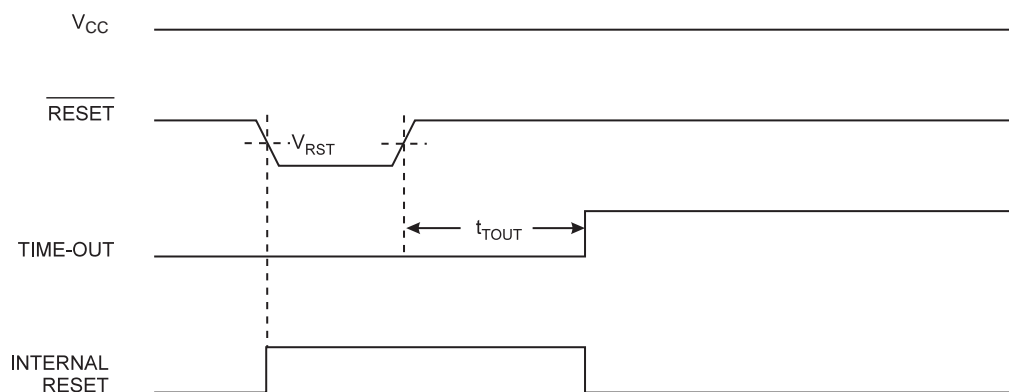 VCC
RESET
VRST
tTOUT
TIME-OUT
INTERNAL
RESET